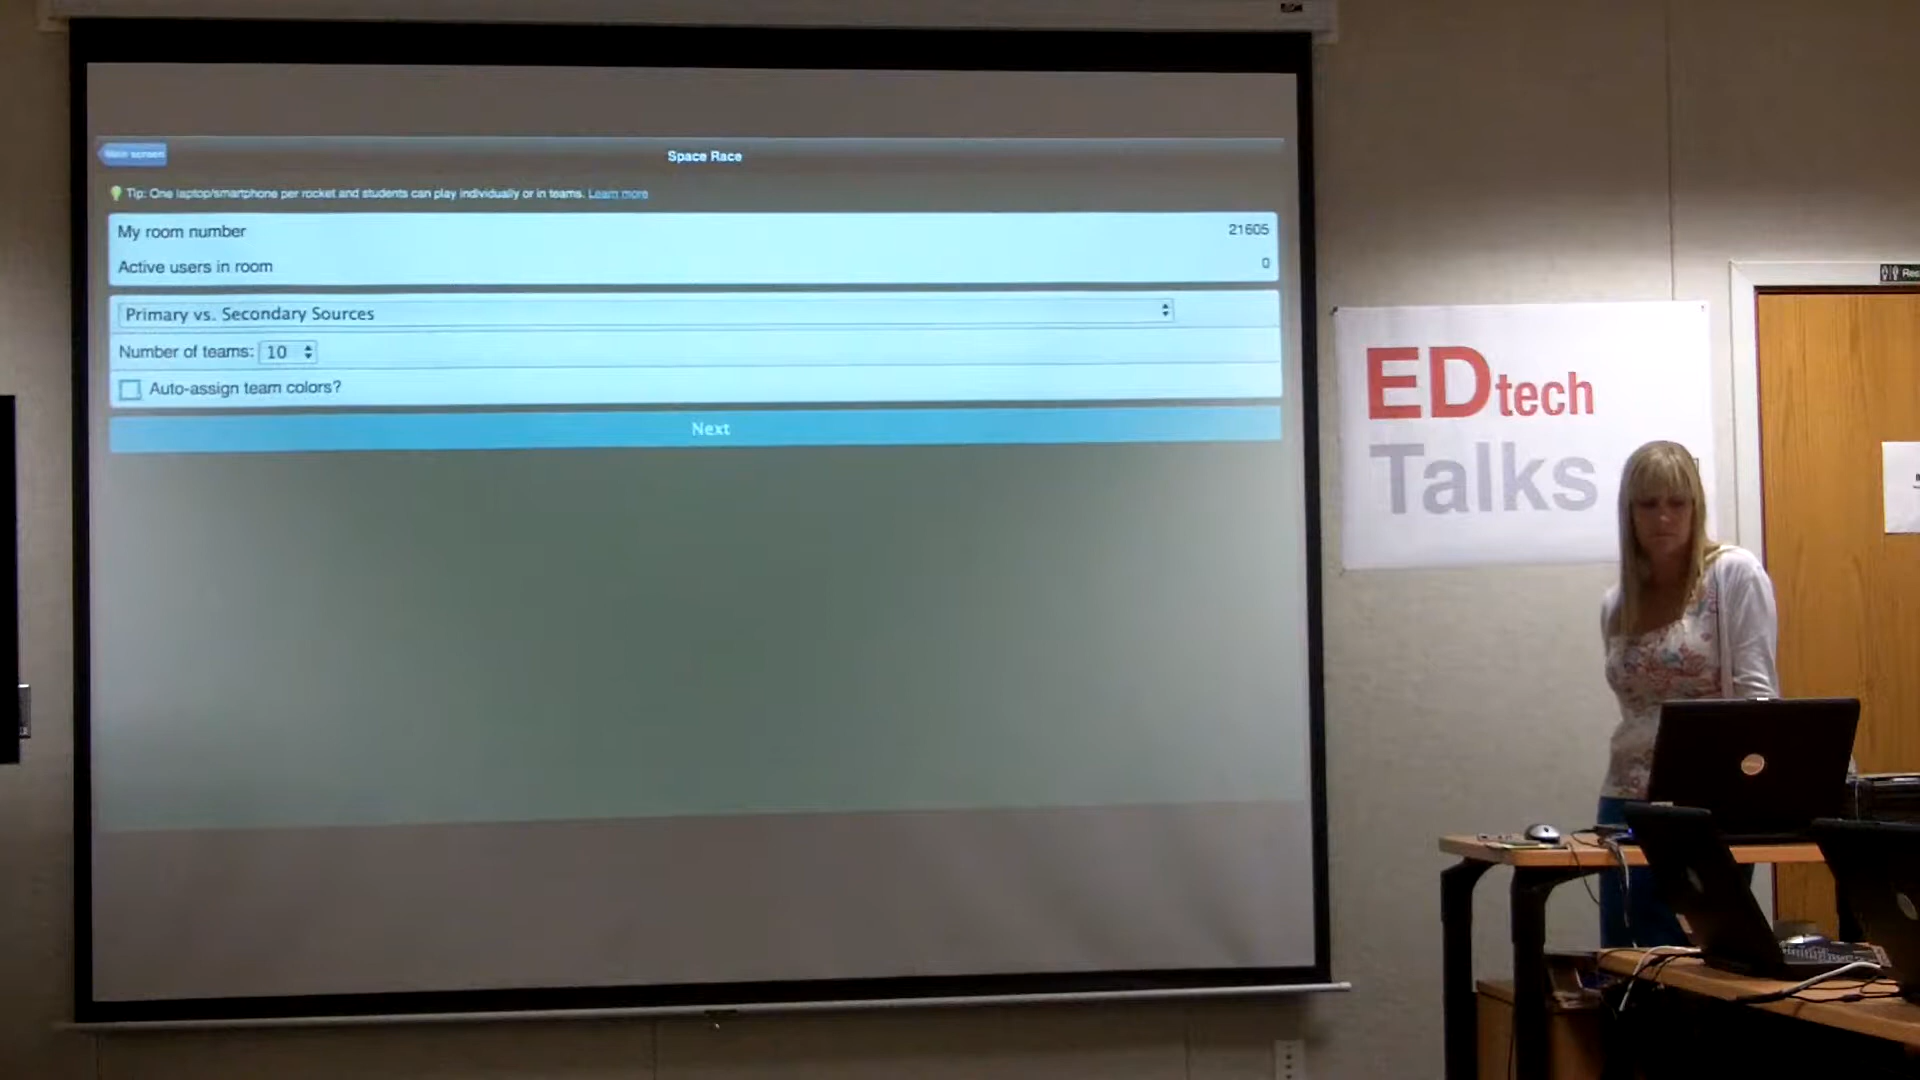 Main screen
Space Race
Tip: One laptop/smartphone per rocket and students can play individually or in teams. Learn more
My room number 21605
Active users in room 0
Primary vs. Secondary Sources
Number of teams: 10
Auto-assign team colors?
Next
EDtech
Talks